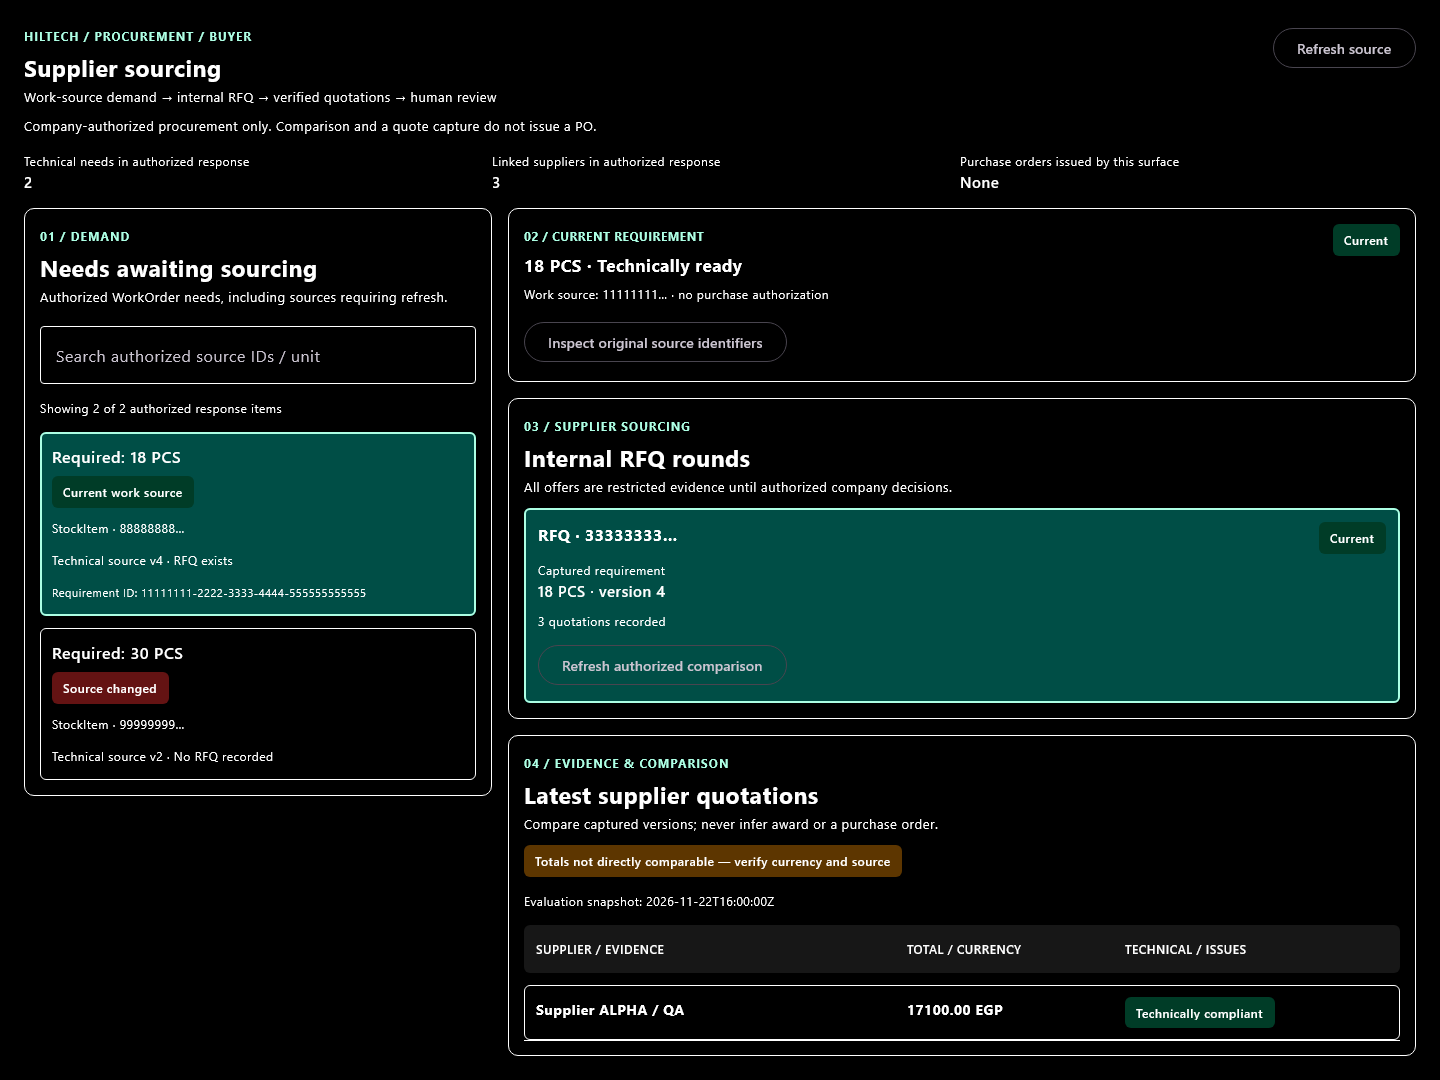 HILTECH / PROCUREMENT / BUYER
Supplier sourcing
Work-source demand → internal RFQ → verified quotations → human review
Company-authorized procurement only. Comparison and a quote capture do not issue a PO.
Refresh source
Technical needs in authorized response
2
Linked suppliers in authorized response
3
Purchase orders issued by this surface
None
01 / DEMAND
Needs awaiting sourcing
Authorized WorkOrder needs, including sources requiring refresh.
Search authorized source IDs / unit
Showing 2 of 2 authorized response items
Required: 18 PCS
Current work source
StockItem · 88888888...
Technical source v4 · RFQ exists
Requirement ID: 11111111-2222-3333-4444-555555555555
Required: 30 PCS
Source changed
StockItem · 99999999...
Technical source v2 · No RFQ recorded
02 / CURRENT REQUIREMENT
Current
18 PCS · Technically ready
Work source: 11111111... · no purchase authorization
Inspect original source identifiers
03 / SUPPLIER SOURCING
Internal RFQ rounds
All offers are restricted evidence until authorized company decisions.
RFQ · 33333333...
Current
Captured requirement
18 PCS · version 4
3 quotations recorded
Refresh authorized comparison
04 / EVIDENCE & COMPARISON
Latest supplier quotations
Compare captured versions; never infer award or a purchase order.
Totals not directly comparable — verify currency and source
Evaluation snapshot: 2026-11-22T16:00:00Z
SUPPLIER / EVIDENCE TOTAL / CURRENCY TECHNICAL / ISSUES
Supplier ALPHA / QA 17100.00 EGP Technically compliant